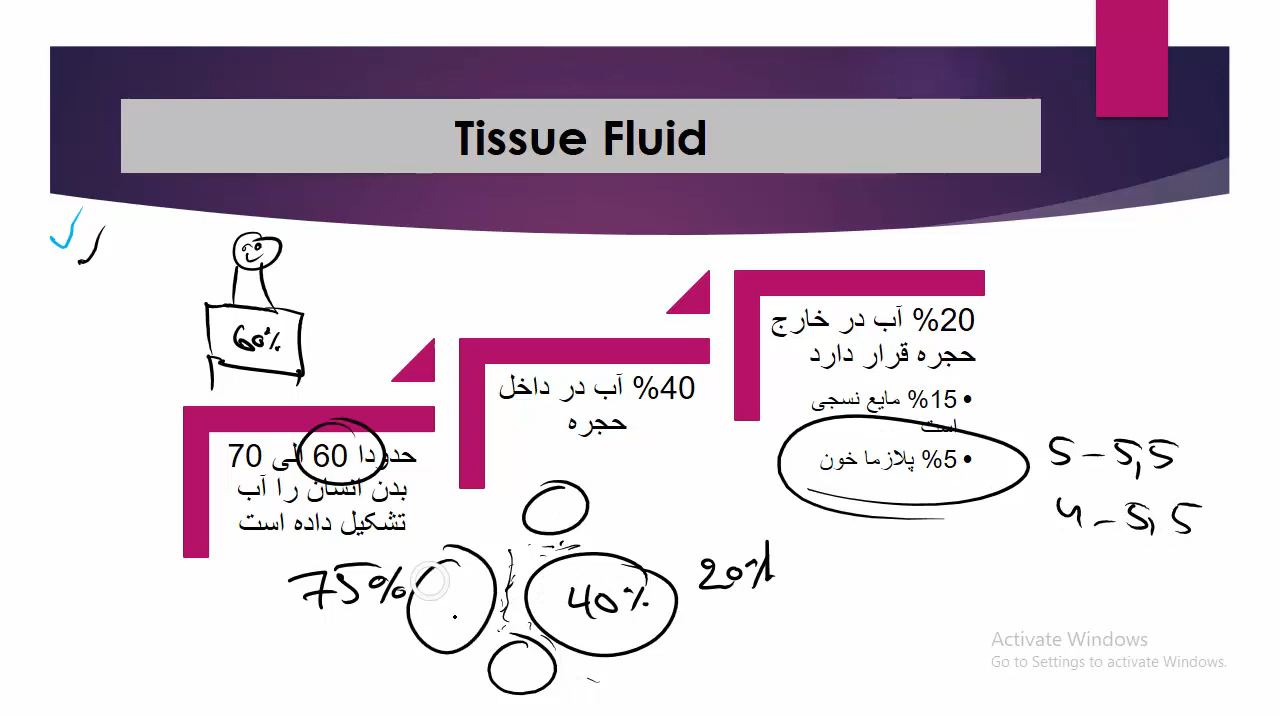 Tissue Fluid
60%
حدودا 60 الی 70
بدن انسان را آب
تشکیل داده است
%40 آب در داخل
حجره
%20 آب در خارج
حجره قرار دارد
• %15 مایع نسجی
است
• %5 پلازما خون
5 - 5,5
4 - 5,5
75%
40%
20%
Activate Windows
Go to Settings to activate Windows.